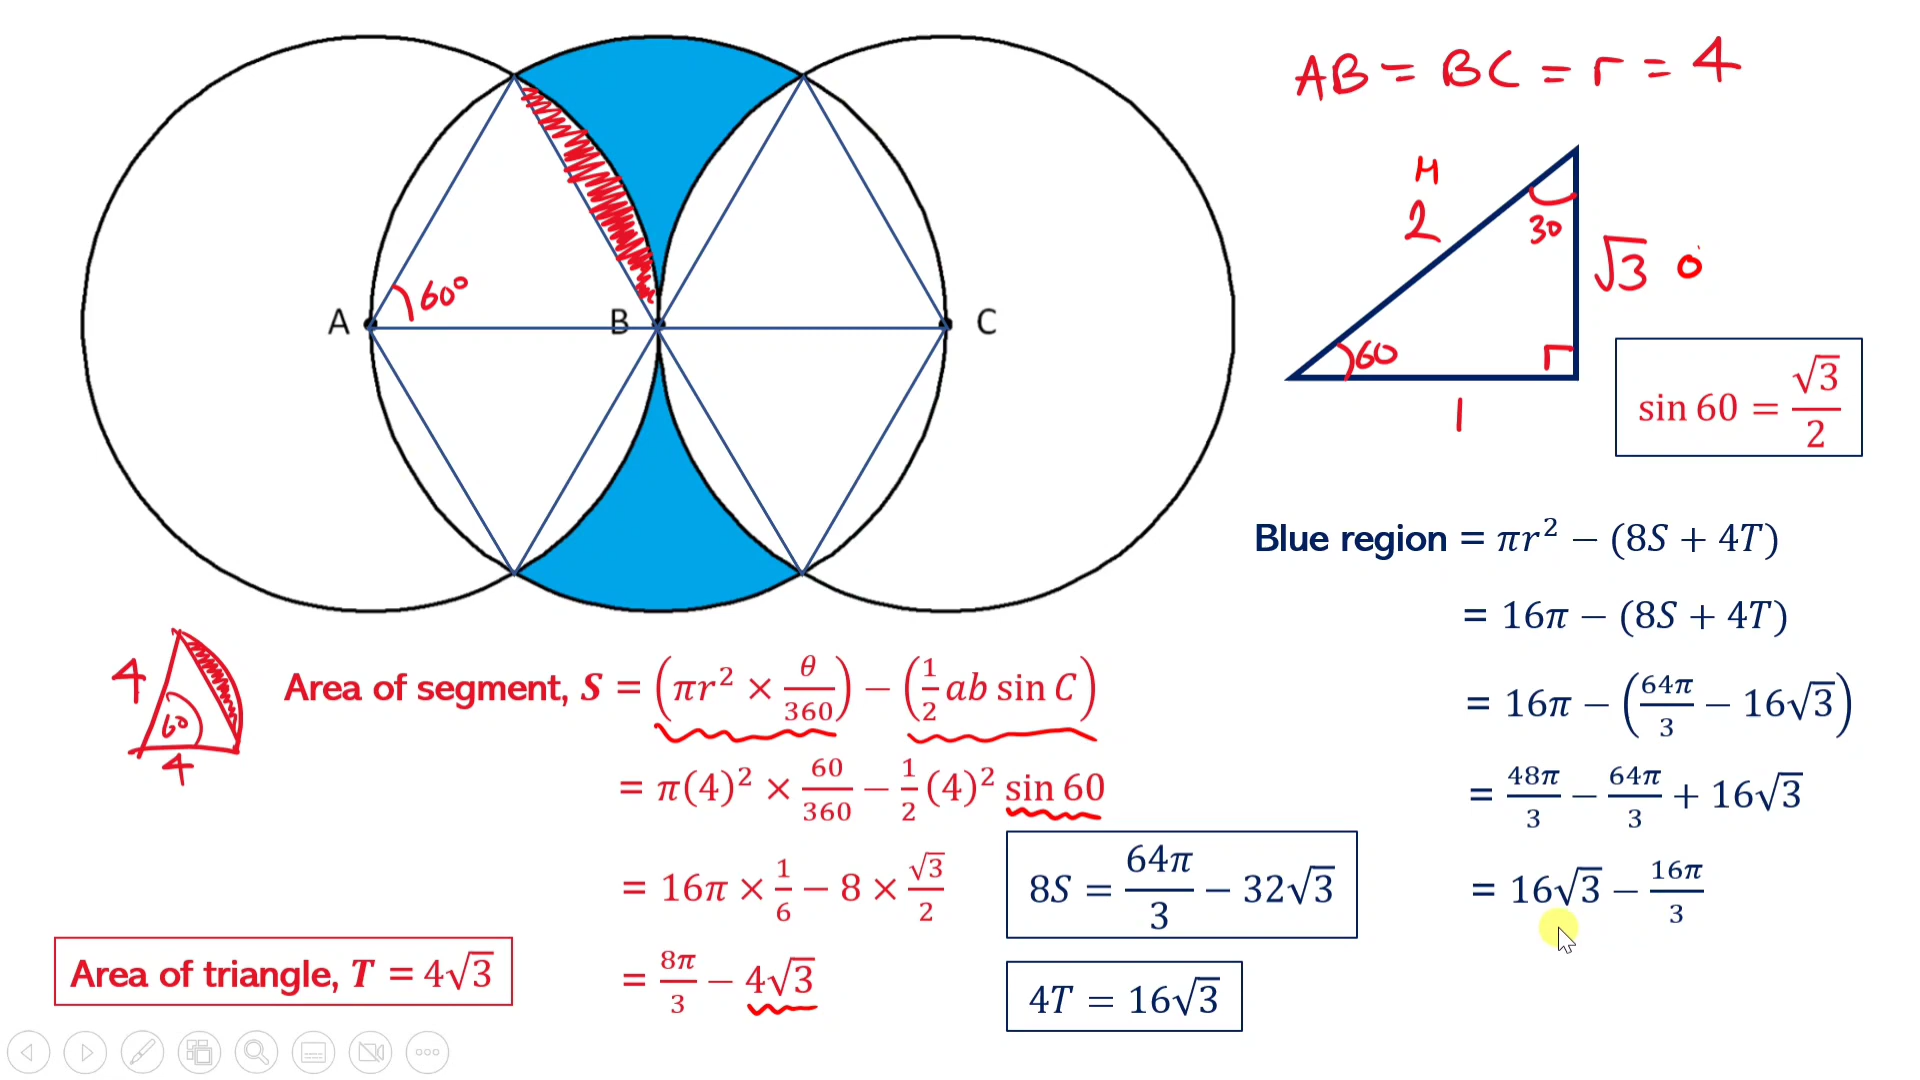 AB = BC = r = 4
A
60°
B
C
H
2
30
√3 o
60
1
sin 60 = √3/2
Blue region = πr² − (8S + 4T)
= 16π − (8S + 4T)
= 16π − (64π/3 − 16√3)
= 48π/3 − 64π/3 + 16√3
= 16√3 − 16π/3
4
60
4
Area of segment, S = (πr² × θ/360) − (1/2 ab sin C)
= π(4)² × 60/360 − 1/2 (4)² sin 60
= 16π × 1/6 − 8 × √3/2
= 8π/3 − 4√3
8S = 64π/3 − 32√3
4T = 16√3
Area of triangle, T = 4√3